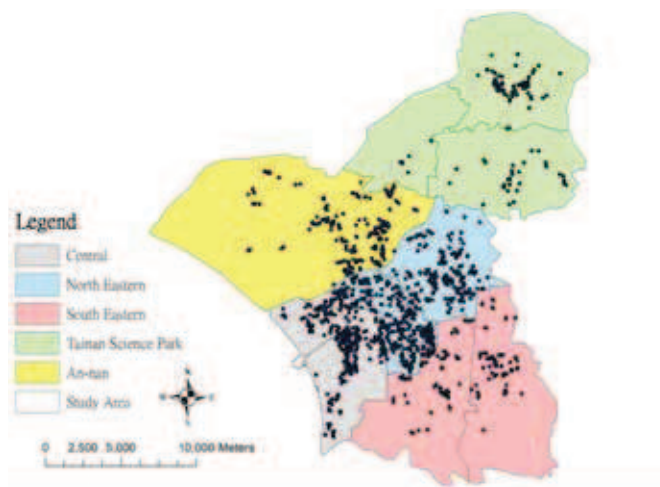 Legend
Central
North Eastern
South Eastern
Tainan Science Park
An-nan
Study Area
0 2,500 5,000 10,000 Meters